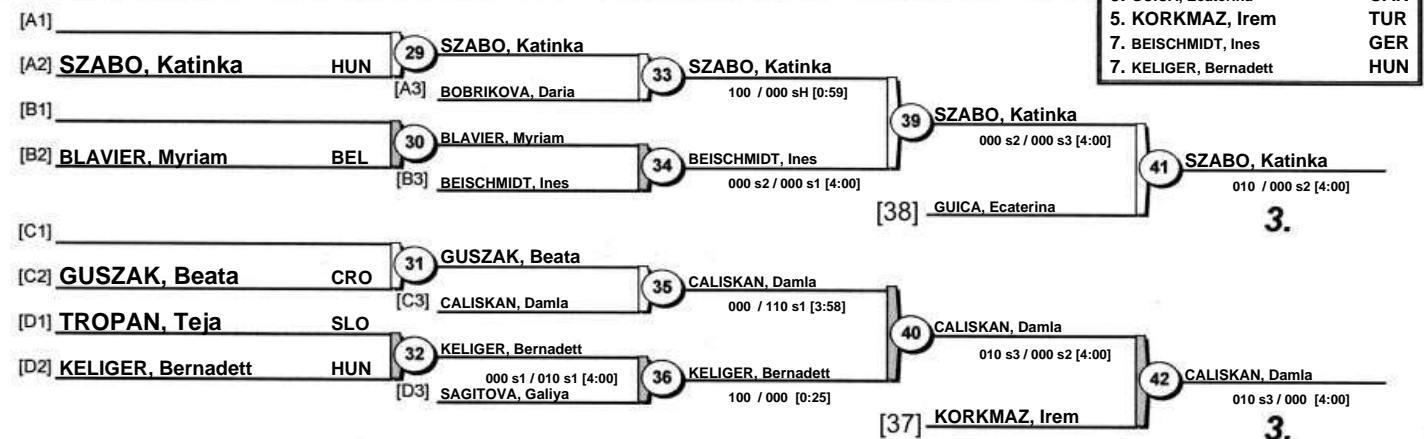 5. KORKMAZ, Irem TUR
7. BEISCHMIDT, Ines GER
7. KELIGER, Bernadett HUN
[A1]
[A2] SZABO, Katinka HUN
29 SZABO, Katinka
[A3] BOBRIKOVA, Daria
33 SZABO, Katinka
100 / 000 sH [0:59]
[B1]
[B2] BLAVIER, Myriam BEL
30 BLAVIER, Myriam
[B3] BEISCHMIDT, Ines
34 BEISCHMIDT, Ines
000 s2 / 000 s1 [4:00]
39 SZABO, Katinka
000 s2 / 000 s3 [4:00]
[38] GUICA, Ecaterina
41 SZABO, Katinka
010 / 000 s2 [4:00]
3.
[C1]
[C2] GUSZAK, Beata CRO
31 GUSZAK, Beata
[C3] CALISKAN, Damla
35 CALISKAN, Damla
000 / 110 s1 [3:58]
[D1] TROPAN, Teja SLO
[D2] KELIGER, Bernadett HUN
32 KELIGER, Bernadett
000 s1 / 010 s1 [4:00]
[D3] SAGITOVA, Galiya
36 KELIGER, Bernadett
100 / 000 [0:25]
40 CALISKAN, Damla
010 s3 / 000 s2 [4:00]
[37] KORKMAZ, Irem
42 CALISKAN, Damla
010 s3 / 000 [4:00]
3.